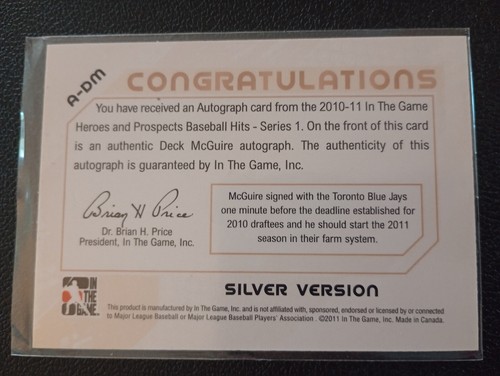 A-DM
CONGRATULATIONS
You have received an Autograph card from the 2010-11 In The Game
Heroes and Prospects Baseball Hits - Series 1. On the front of this card
is an authentic Deck McGuire autograph. The authenticity of this
autograph is guaranteed by In The Game, Inc.
Brian H Price
Dr. Brian H. Price
President, In The Game, Inc.
McGuire signed with the Toronto Blue Jays
one minute before the deadline established for
2010 draftees and he should start the 2011
season in their farm system.
IN
THE
GAME
SILVER VERSION
This product is manufactured by In The Game, Inc. and is not affiliated with, sponsored, endorsed or licensed by or connected
to Major League Baseball or Major League Baseball Players' Association. ©2011 In The Game, Inc. Made in Canada.